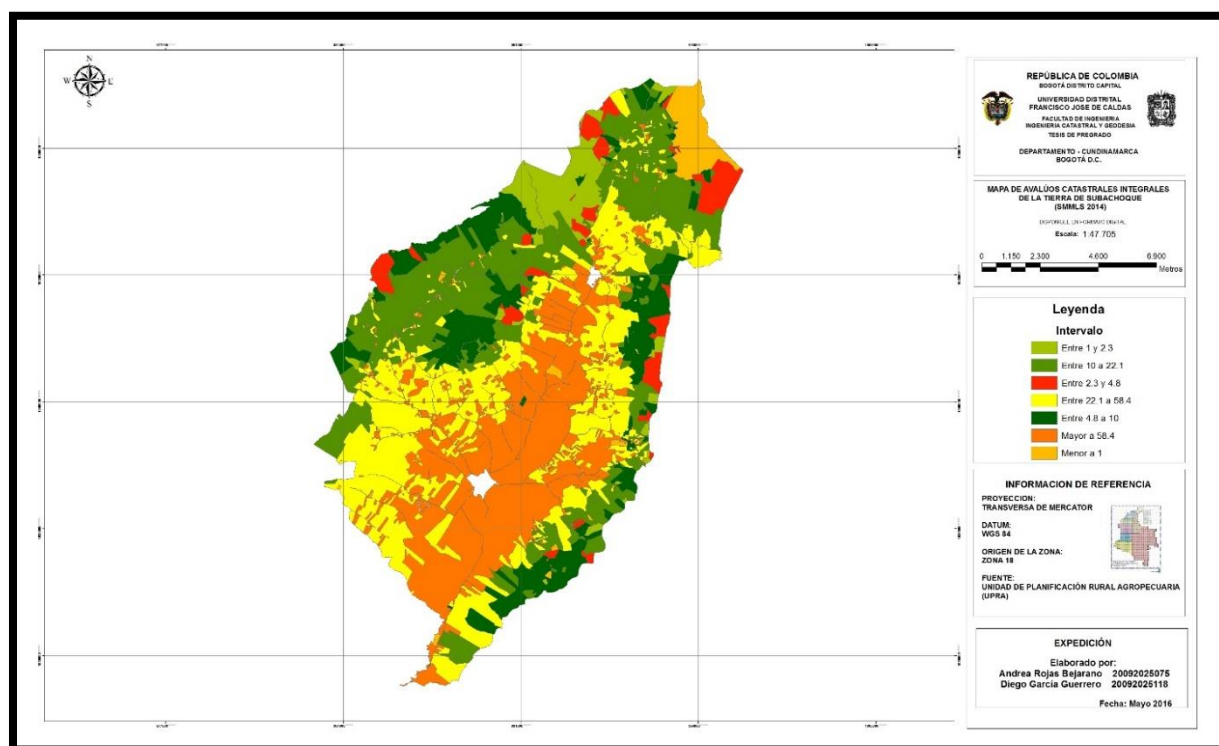 N
W E
S
REPÚBLICA DE COLOMBIA
BOGOTÁ DISTRITO CAPITAL
UNIVERSIDAD DISTRITAL
FRANCISCO JOSE DE CALDAS
FACULTAD DE INGENIERIA
INGENIERIA CATASTRAL Y GEODESIA
TESIS DE PREGRADO
DEPARTAMENTO - CUNDINAMARCA
BOGOTÁ D.C.
MAPA DE AVALÚOS CATASTRALES INTEGRALES
DE LA TIERRA DE SUBACHOQUE
(SMMLS 2014)
Escala: 1:47.705
0 1.150 2.300 4.600 6.900
Metros
Leyenda
Intervalo
Entre 1 y 2.3
Entre 10 a 22.1
Entre 2.3 y 4.8
Entre 22.1 a 58.4
Entre 4.8 a 10
Mayor a 58.4
Menor a 1
INFORMACION DE REFERENCIA
PROYECCION:
TRANSVERSA DE MERCATOR
DATUM:
WGS 84
ORIGEN DE LA ZONA:
ZONA 18
FUENTE:
UNIDAD DE PLANIFICACIÓN RURAL AGROPECUARIA
(UPRA)
EXPEDICIÓN
Elaborado por:
Andrea Rojas Bejarano 20092025075
Diego García Guerrero 20092025118
Fecha: Mayo 2016